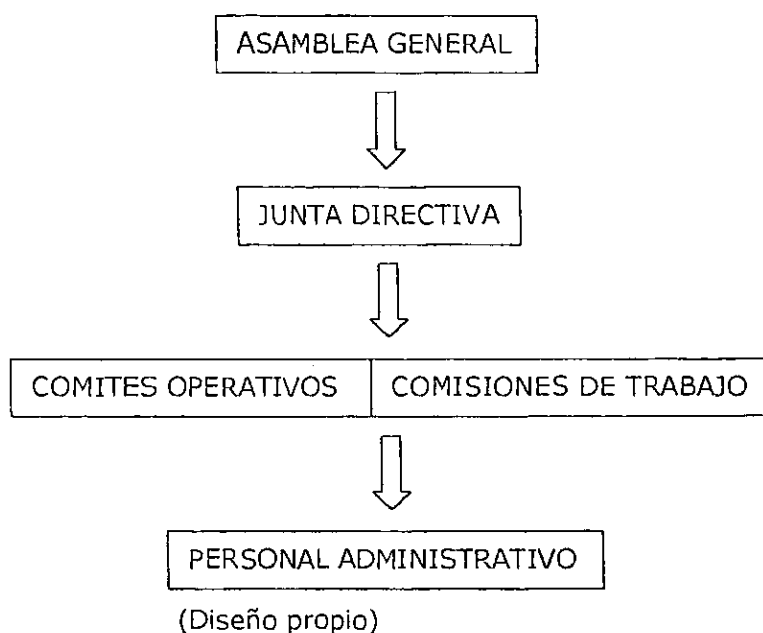 ASAMBLEA GENERAL
JUNTA DIRECTIVA
COMITES OPERATIVOS COMISIONES DE TRABAJO
PERSONAL ADMINISTRATIVO
(Diseño propio)